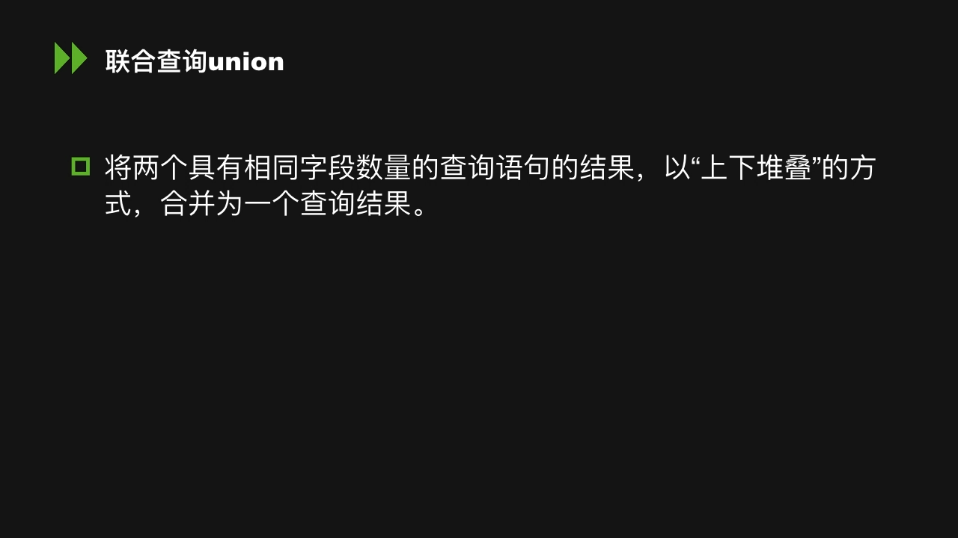 联合查询union
将两个具有相同字段数量的查询语句的结果，以“上下堆叠”的方
式，合并为一个查询结果。